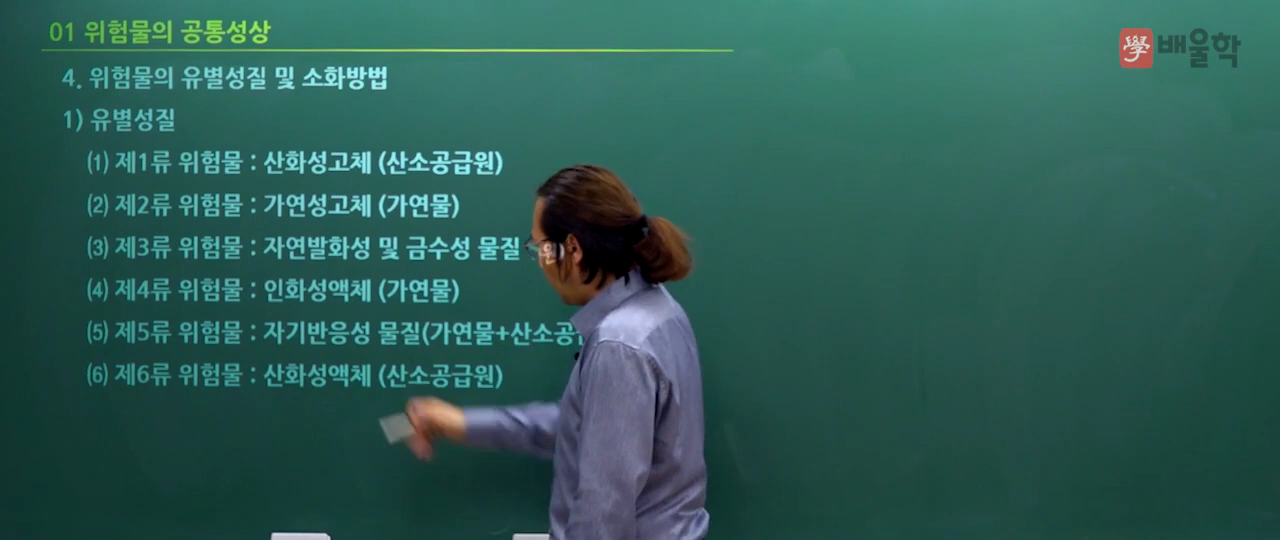 01 위험물의 공통성상
學 배울학
4. 위험물의 유별성질 및 소화방법
1) 유별성질
(1) 제1류 위험물 : 산화성고체 (산소공급원)
(2) 제2류 위험물 : 가연성고체 (가연물)
(3) 제3류 위험물 : 자연발화성 및 금수성 물질
(4) 제4류 위험물 : 인화성액체 (가연물)
(5) 제5류 위험물 : 자기반응성 물질(가연물+산소공
(6) 제6류 위험물 : 산화성액체 (산소공급원)